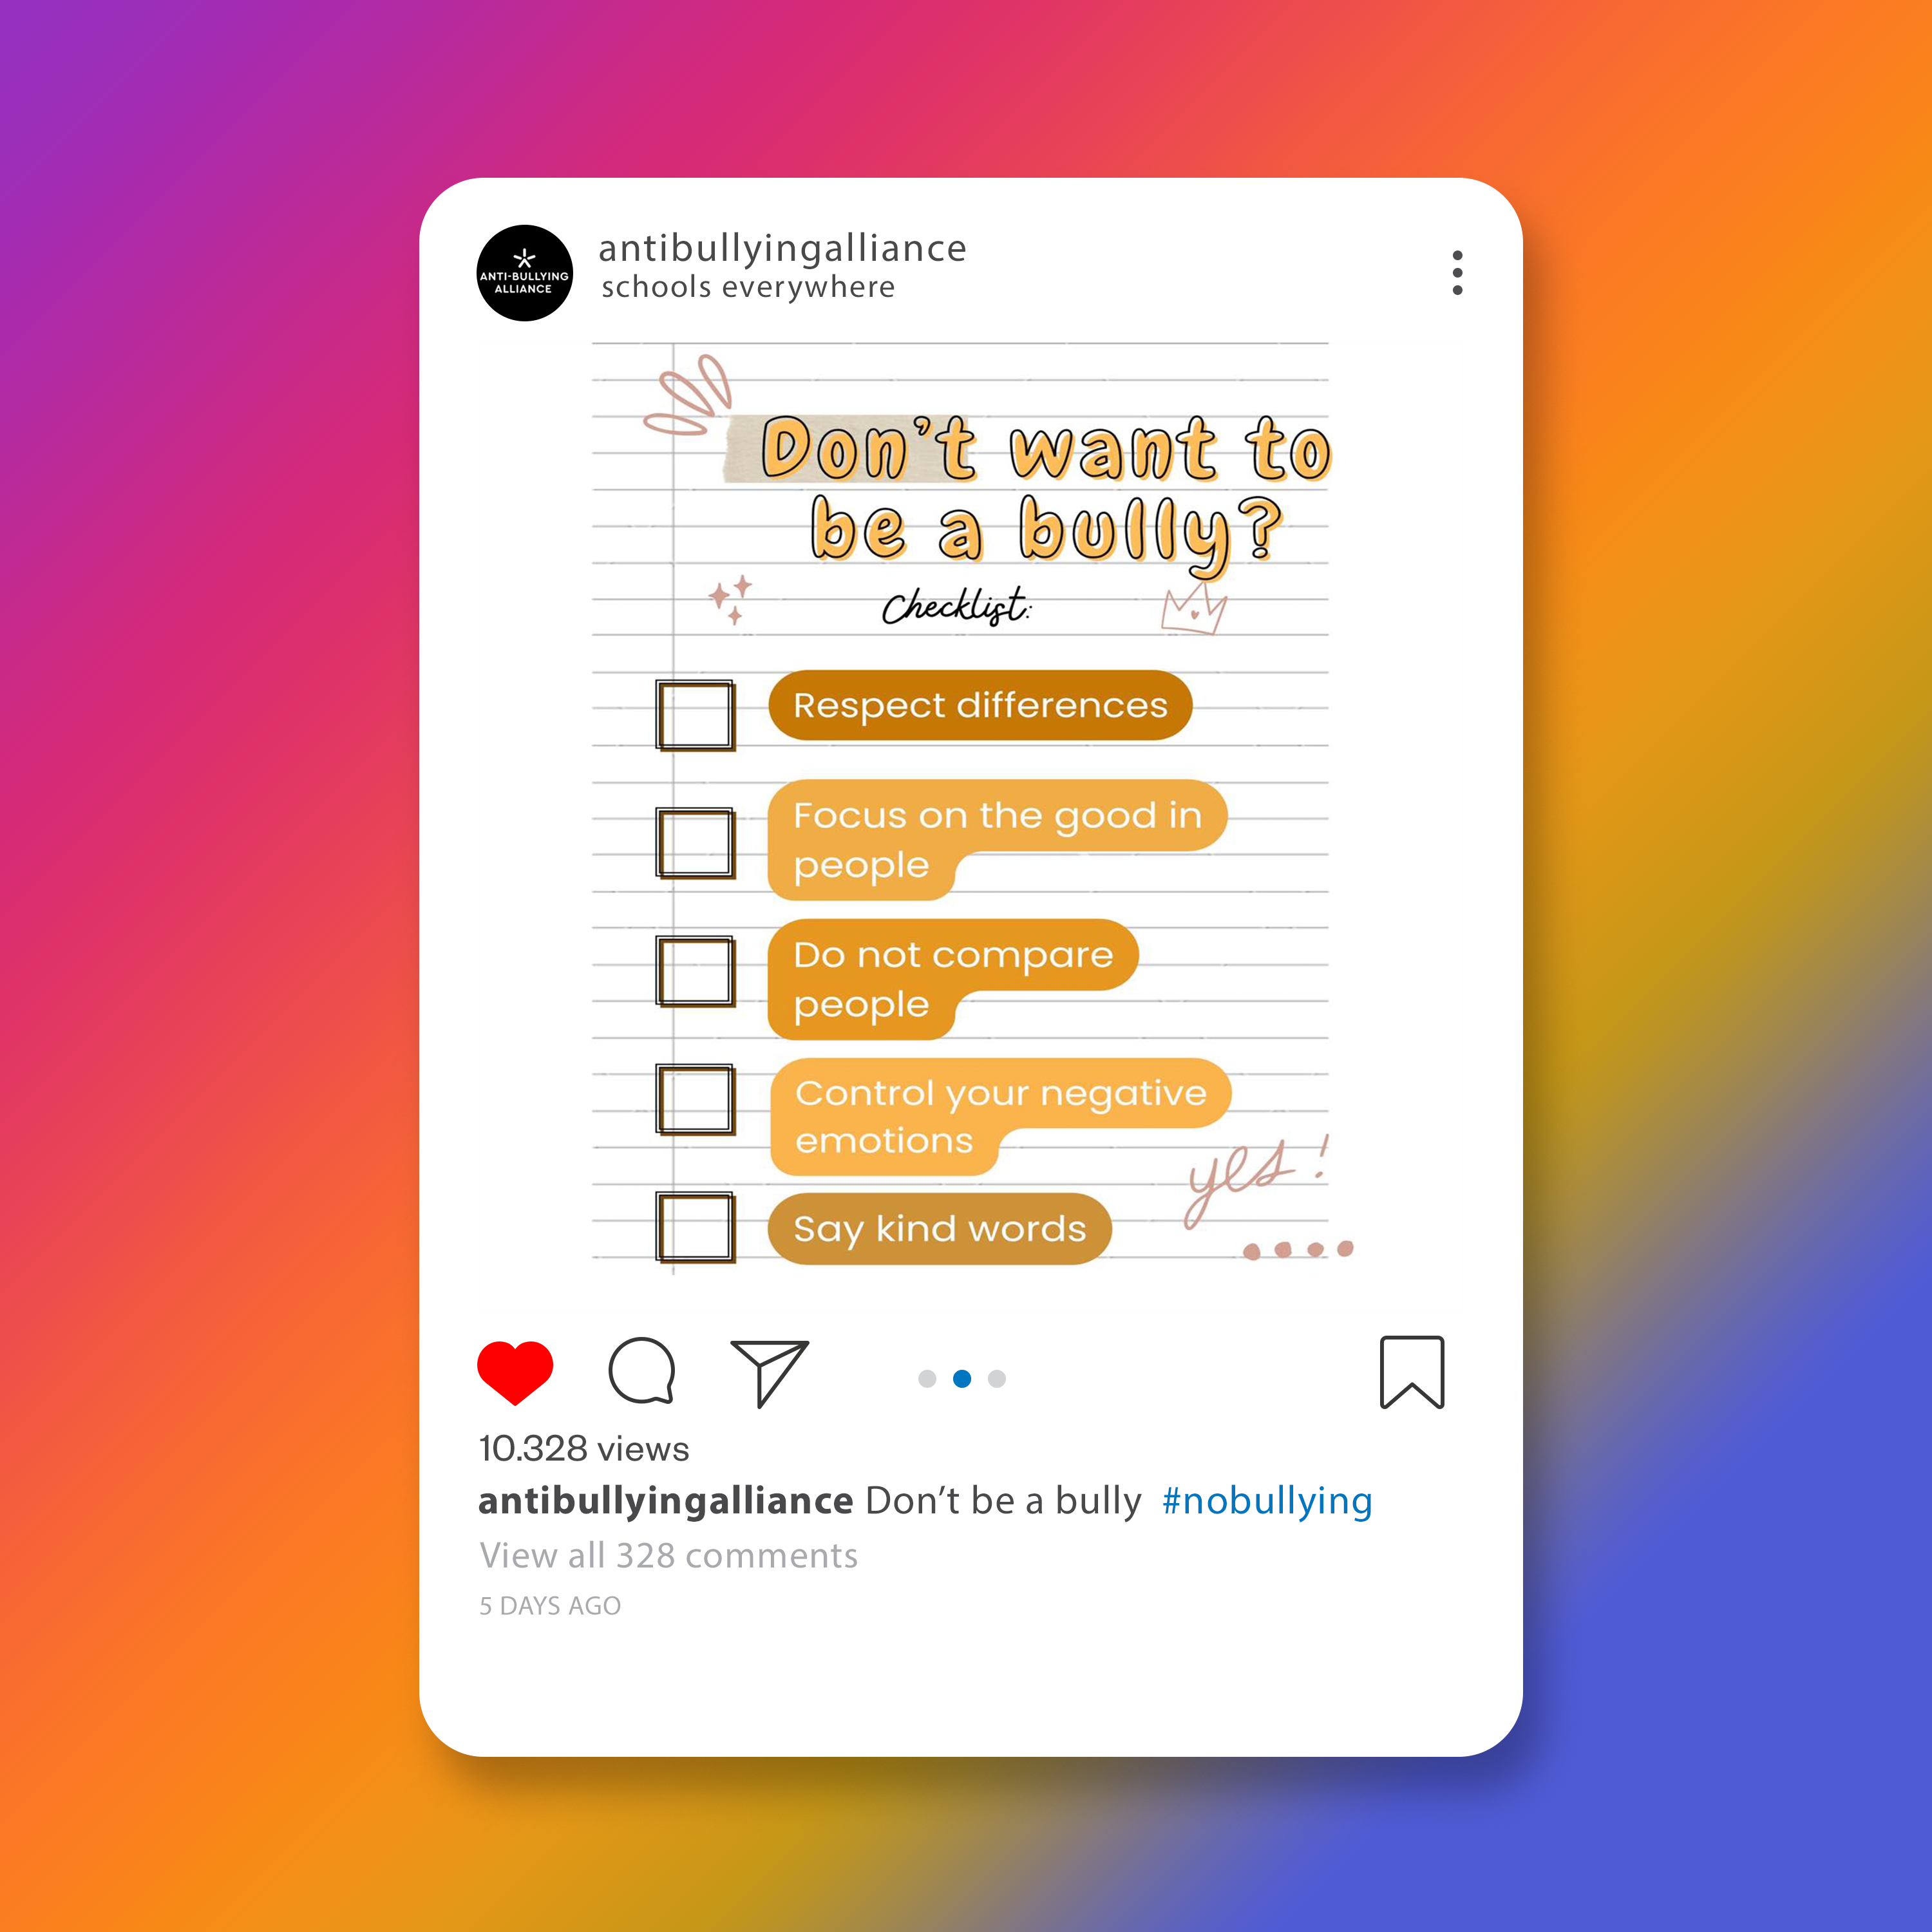 ANTI-BULLYING
ALLIANCE
antibullyingalliance
schools everywhere
Don't want to
be a bully?
Checklist:
Respect differences
Focus on the good in
people
Do not compare
people
Control your negative
emotions
yes!
Say kind words
10.328 views
antibullyingalliance Don't be a bully #nobullying
View all 328 comments
5 DAYS AGO